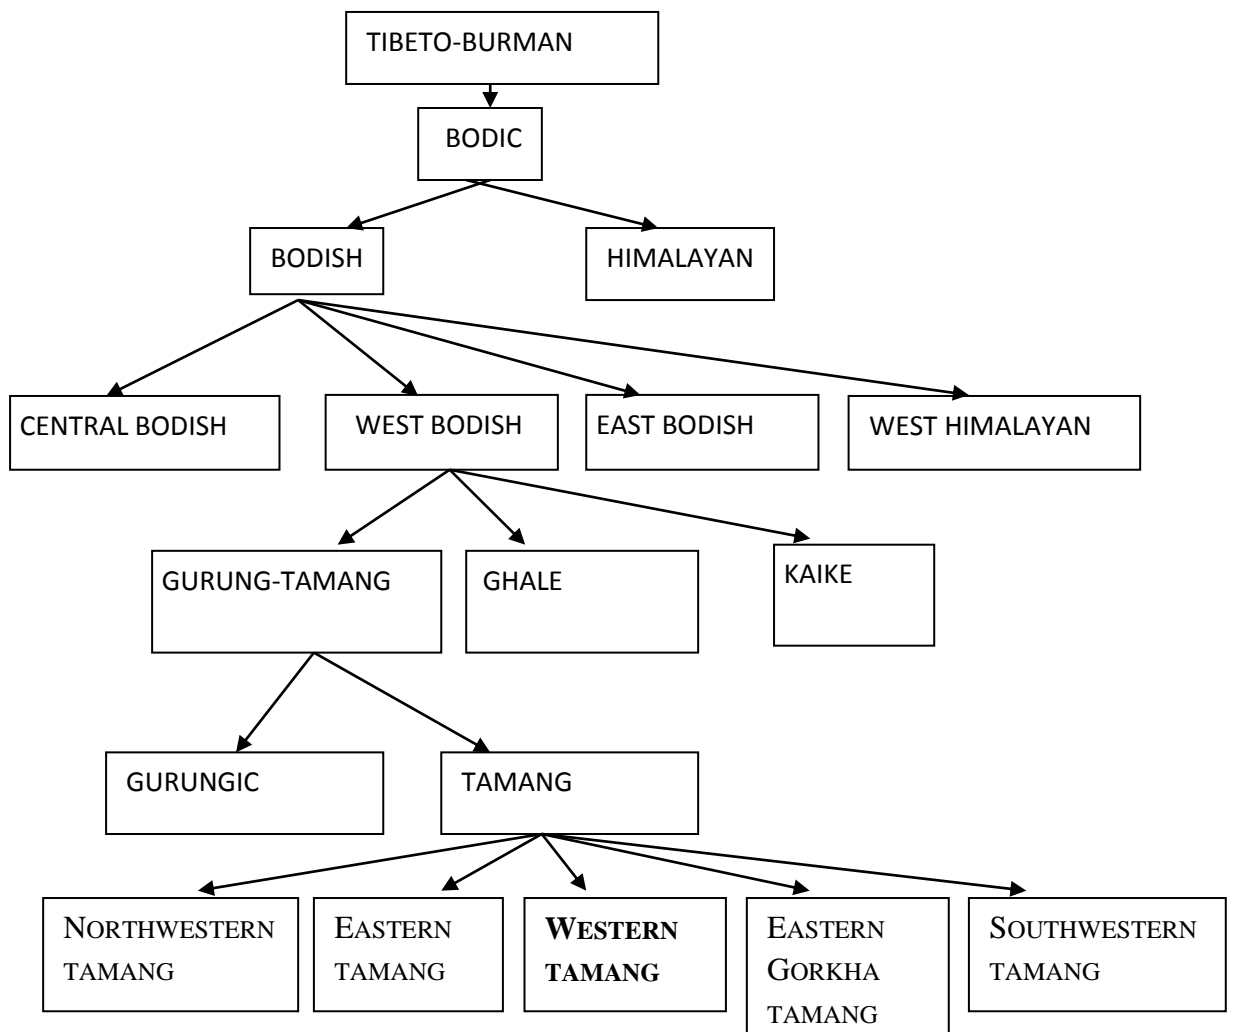 TIBETO-BURMAN
BODIC
BODISH
HIMALAYAN
CENTRAL BODISH
WEST BODISH
EAST BODISH
WEST HIMALAYAN
GURUNG-TAMANG
GHALE
KAIKE
GURUNGIC
TAMANG
NORTHWESTERN
TAMANG
EASTERN
TAMANG
WESTERN
TAMANG
EASTERN
GORKHA
TAMANG
SOUTHWESTERN
TAMANG